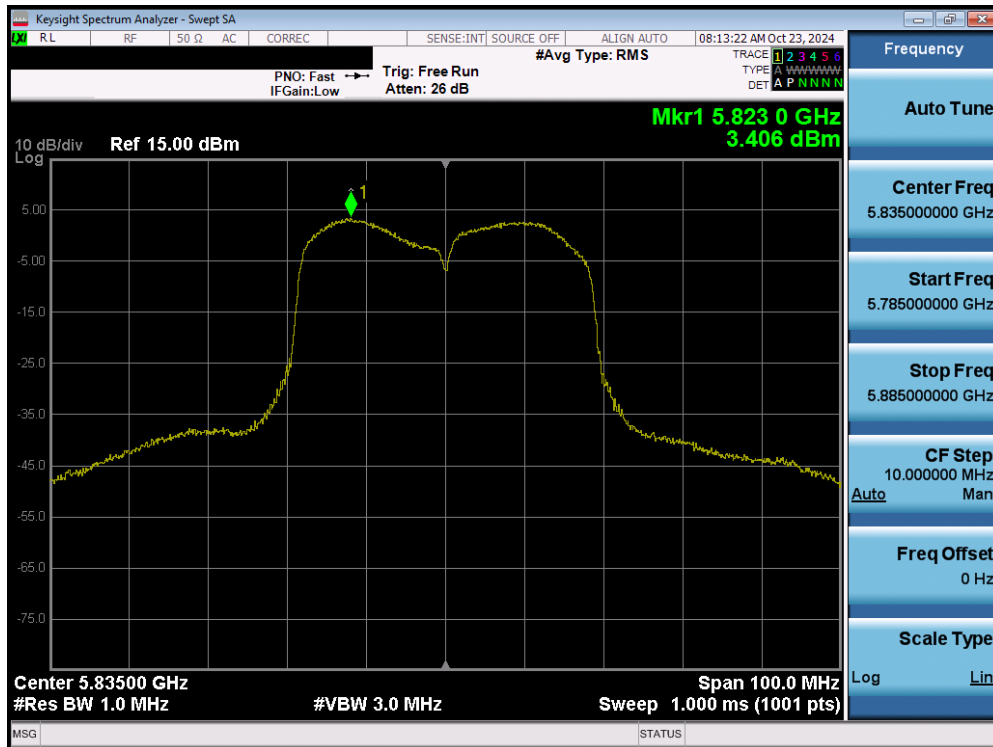 Keysight Spectrum Analyzer - Swept SA
LXI RL RF 50 Ω AC CORREC SENSE:INT SOURCE OFF ALIGN AUTO 08:13:22 AM Oct 23, 2024
#Avg Type: RMS
TRACE 1 2 3 4 5 6
PNO: Fast Trig: Free Run TYPE A WWWWW
IFGain:Low Atten: 26 dB DET A P N N N N
Mkr1 5.823 0 GHz
3.406 dBm
10 dB/div Ref 15.00 dBm
Log
1
5.00
-5.00
-15.0
-25.0
-35.0
-45.0
-55.0
-65.0
-75.0
Center 5.83500 GHz Span 100.0 MHz
#Res BW 1.0 MHz #VBW 3.0 MHz Sweep 1.000 ms (1001 pts)
MSG STATUS
Frequency
Auto Tune
Center Freq
5.835000000 GHz
Start Freq
5.785000000 GHz
Stop Freq
5.885000000 GHz
CF Step
10.000000 MHz
Auto Man
Freq Offset
0 Hz
Scale Type
Log Lin